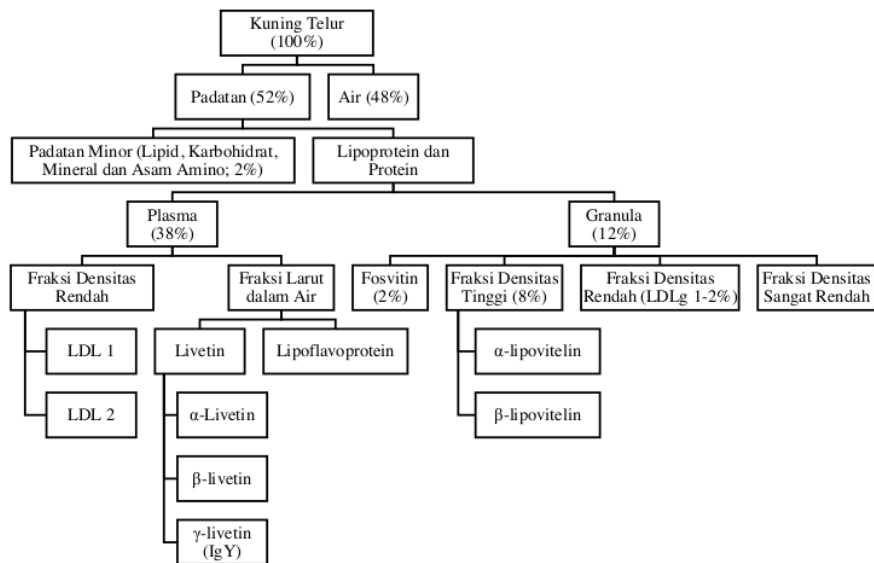 Kuning Telur
(100%)
Padatan (52%)
Air (48%)
Padatan Minor (Lipid, Karbohidrat,
Mineral dan Asam Amino; 2%)
Lipoprotein dan
Protein
Plasma
(38%)
Granula
(12%)
Fraksi Densitas
Rendah
Fraksi Larut
dalam Air
Fosvitin
(2%)
Fraksi Densitas
Tinggi (8%)
Fraksi Densitas
Rendah (LDLg 1-2%)
Fraksi Densitas
Sangat Rendah
LDL 1
Livetin
Lipoflavoprotein
α-lipovitelin
LDL 2
α-Livetin
β-lipovitelin
β-livetin
γ-livetin
(IgY)